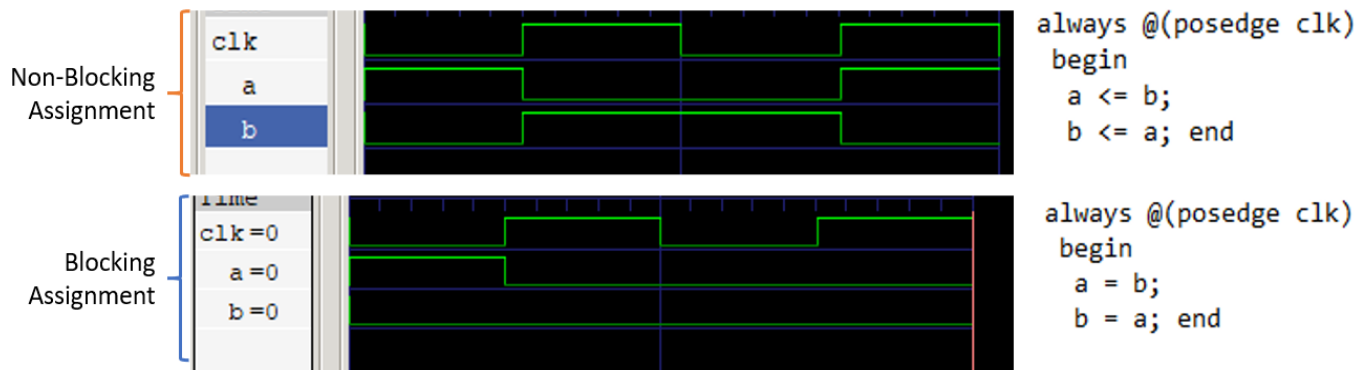 Non-Blocking
Assignment
clk
a
b
always @(posedge clk)
begin
a <= b;
b <= a; end
Blocking
Assignment
Time
clk=0
a=0
b=0
always @(posedge clk)
begin
a = b;
b = a; end